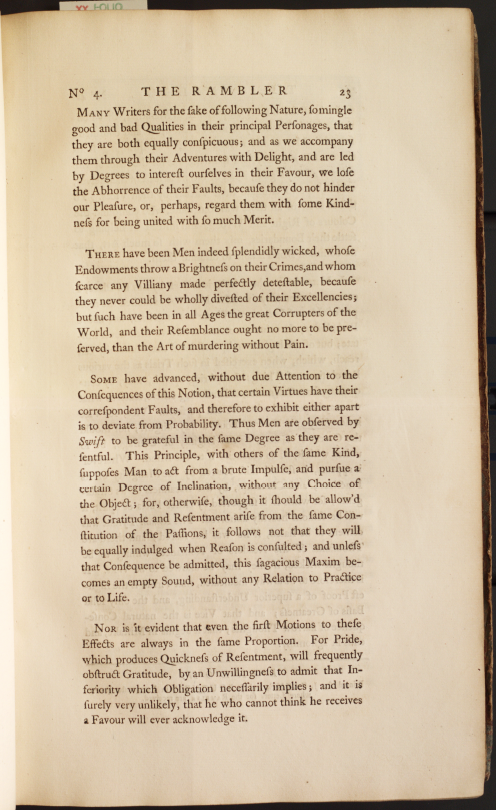 XX FOLIO
Nº 4. THE RAMBLER 23
MANY Writers for the ſake of following Nature, ſo mingle
good and bad Qualities in their principal Perſonages, that
they are both equally conſpicuous; and as we accompany
them through their Adventures with Delight, and are led
by Degrees to intereſt ourſelves in their Favour, we loſe
the Abhorrence of their Faults, becauſe they do not hinder
our Pleaſure, or, perhaps, regard them with ſome Kind-
neſs for being united with ſo much Merit.
THERE have been Men indeed ſplendidly wicked, whoſe
Endowments throw a Brightneſs on their Crimes, and whom
ſcarce any Villiany made perfectly deteſtable, becauſe
they never could be wholly diveſted of their Excellencies;
but ſuch have been in all Ages the great Corrupters of the
World, and their Reſemblance ought no more to be pre-
ſerved, than the Art of murdering without Pain.
SOME have advanced, without due Attention to the
Conſequences of this Notion, that certain Virtues have their
correſpondent Faults, and therefore to exhibit either apart
is to deviate from Probability. Thus Men are obſerved by
Swift to be grateful in the ſame Degree as they are re-
ſentful. This Principle, with others of the ſame Kind,
ſuppoſes Man to act from a brute Impulſe, and purſue a
certain Degree of Inclination, without any Choice of
the Object; for, otherwiſe, though it ſhould be allow'd
that Gratitude and Reſentment ariſe from the ſame Con-
ſtitution of the Paſſions, it follows not that they will
be equally indulged when Reaſon is conſulted; and unleſs
that Conſequence be admitted, this ſagacious Maxim be-
comes an empty Sound, without any Relation to Practice
or to Life.
NOR is it evident that even the firſt Motions to theſe
Effects are always in the ſame Proportion. For Pride,
which produces Quickneſs of Reſentment, will frequently
obſtruct Gratitude, by an Unwillingneſs to admit that In-
feriority which Obligation neceſſarily implies; and it is
ſurely very unlikely, that he who cannot think he receives
a Favour will ever acknowledge it.